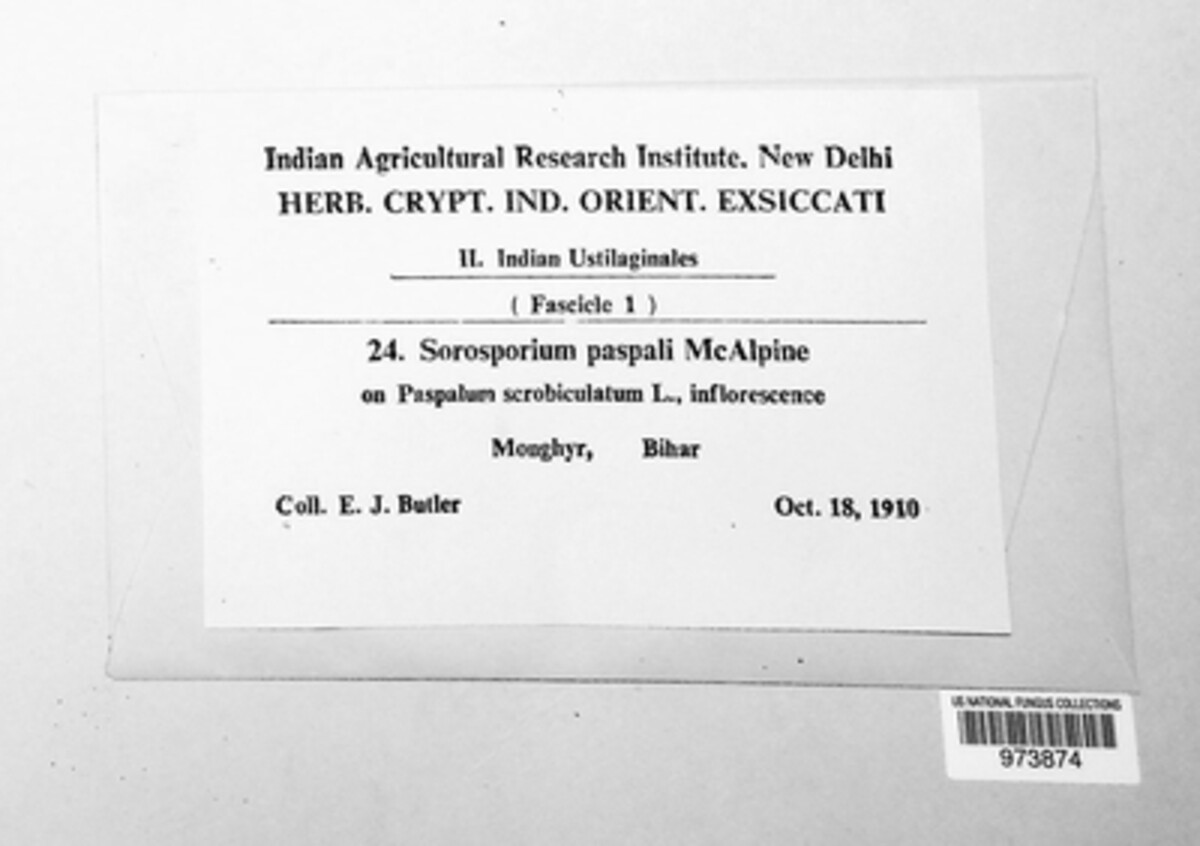 Indian Agricultural Research Institute. New Delhi
HERB. CRYPT. IND. ORIENT. EXSICCATI
II. Indian Ustilaginales
( Fascicle 1 )
24. Sorosporium paspali McAlpine
on Paspalum scrobiculatum L., inflorescence
Monghyr, Bihar
Coll. E. J. Butler Oct. 18, 1910
US NATIONAL FUNGUS COLLECTIONS
973874